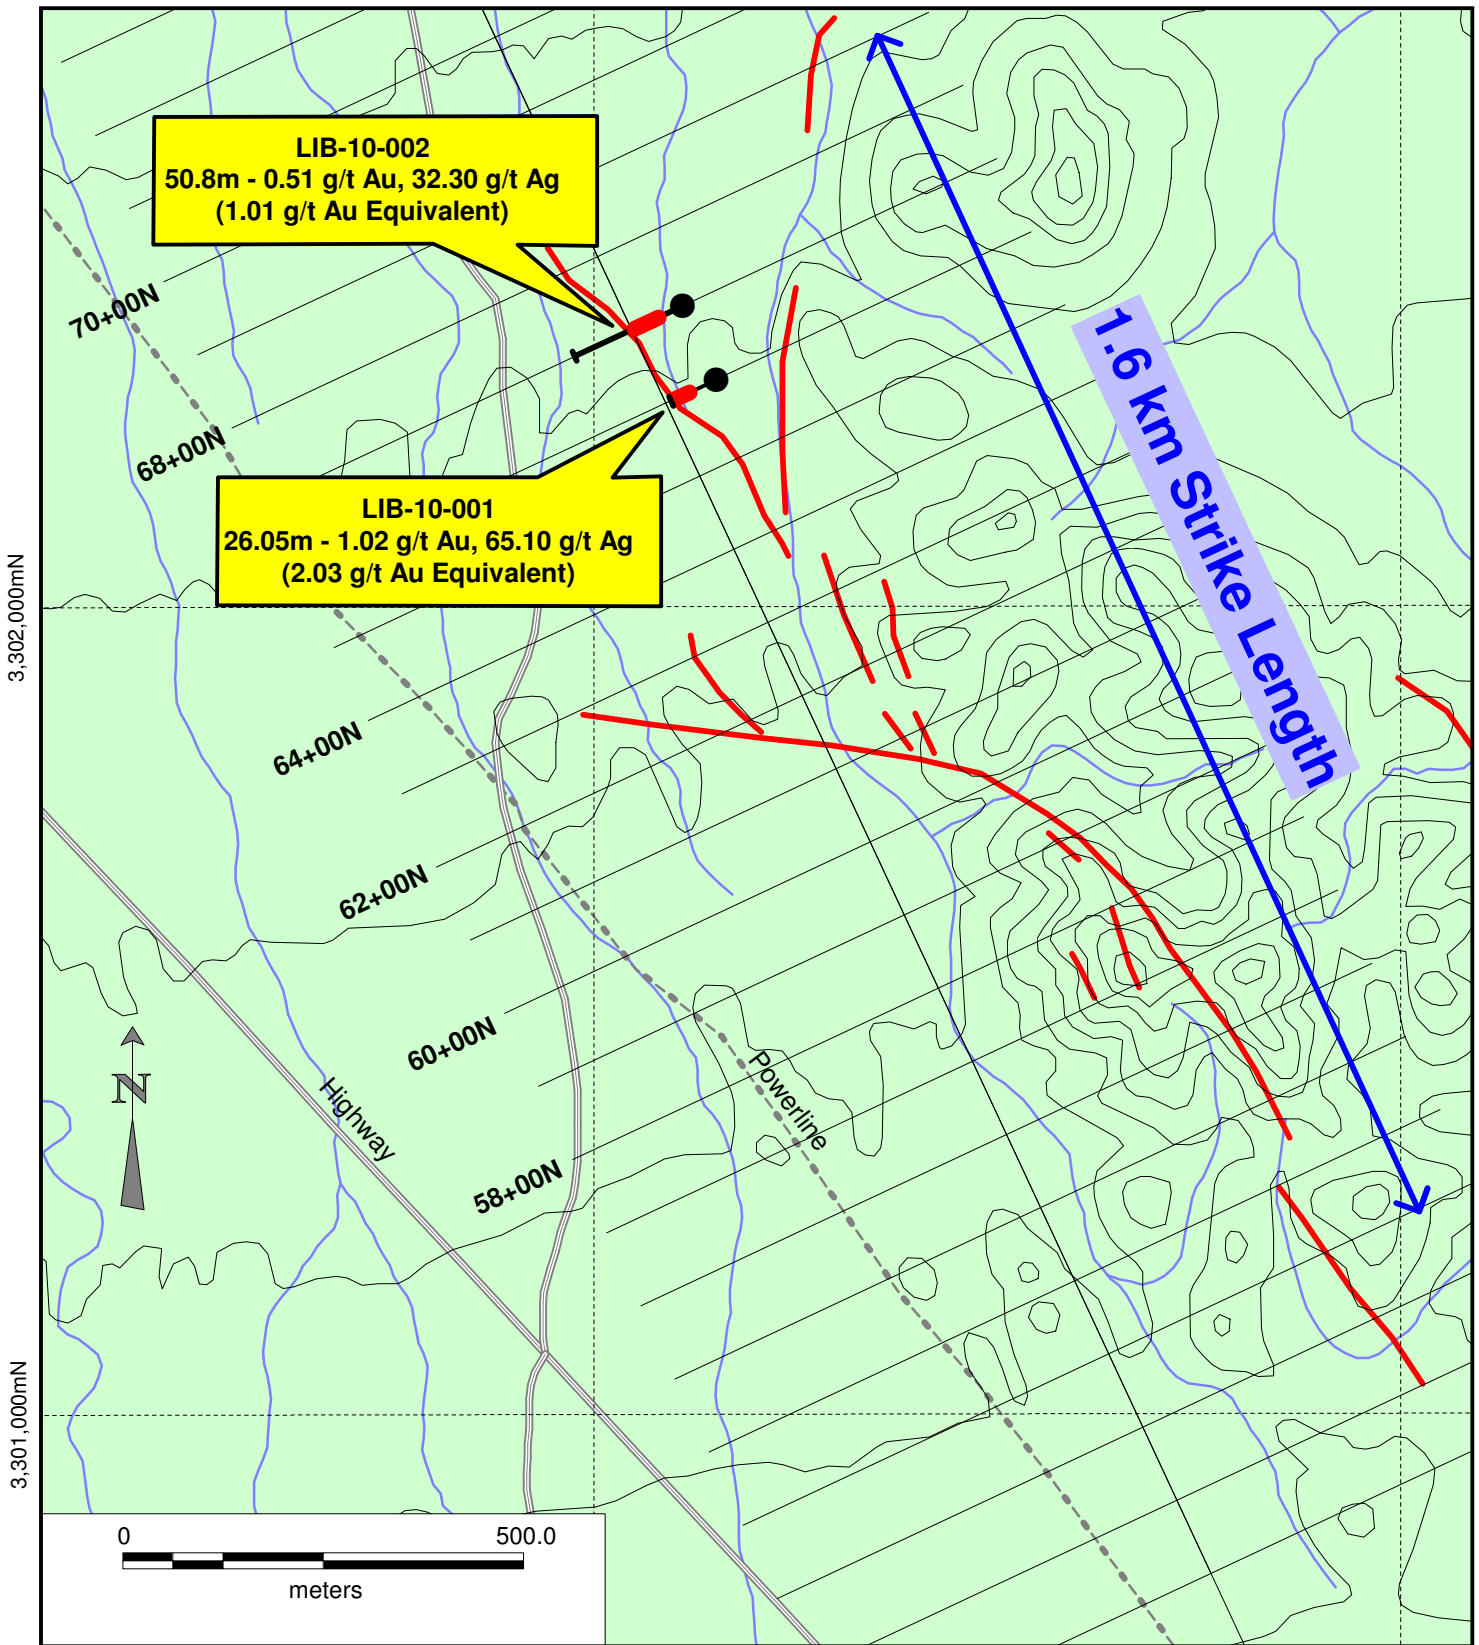 LIB-10-002
50.8m - 0.51 g/t Au, 32.30 g/t Ag
(1.01 g/t Au Equivalent)
70+00N
1.6 km Strike Length
68+00N
LIB-10-001
26.05m - 1.02 g/t Au, 65.10 g/t Ag
(2.03 g/t Au Equivalent)
3,302,000mN
64+00N
62+00N
60+00N
N
Highway
Powerline
58+00N
3,301,000mN
0 500.0
meters